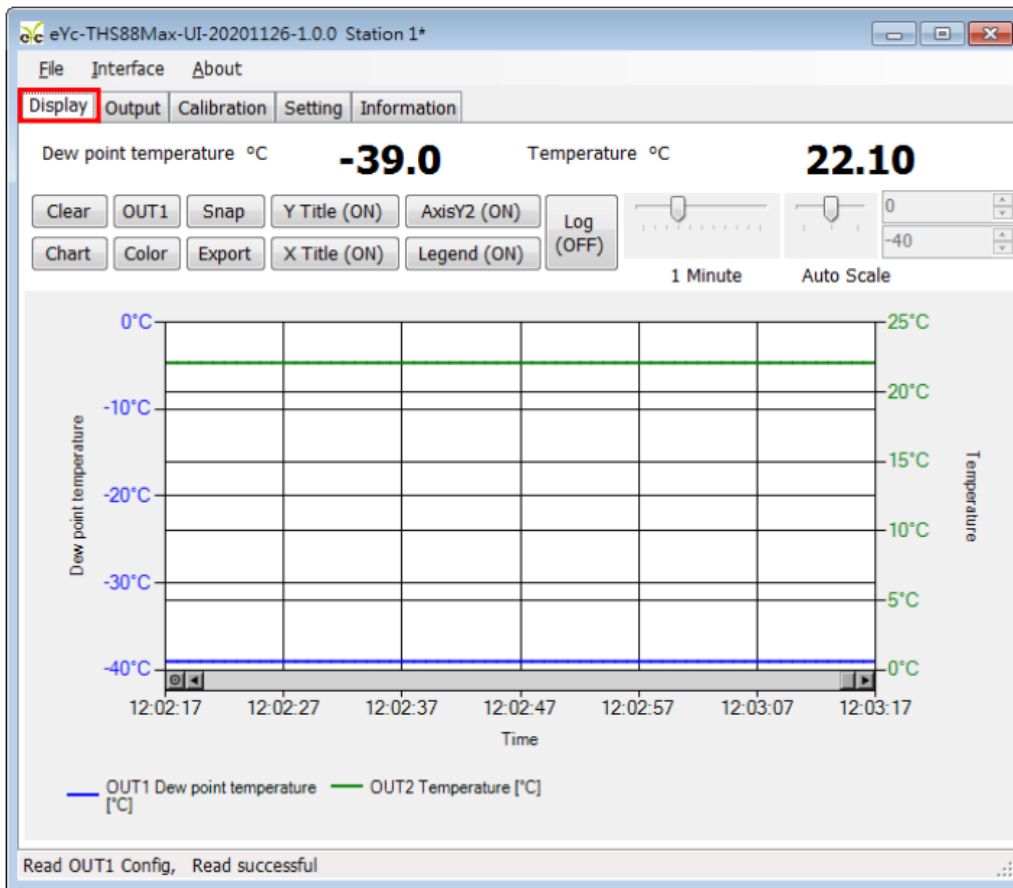 eYc eYc-THS88Max-UI-20201126-1.0.0 Station 1*
File Interface About
Display Output Calibration Setting Information
Dew point temperature °C -39.0 Temperature °C 22.10
Clear OUT1 Snap Y Title (ON) AxisY2 (ON) Log (OFF) 0
Chart Color Export X Title (ON) Legend (ON) -40
1 Minute Auto Scale
0°C 25°C
20°C
-10°C
15°C
Dew point temperature
Temperature
-20°C
10°C
-30°C
5°C
-40°C 0°C
12:02:17 12:02:27 12:02:37 12:02:47 12:02:57 12:03:07 12:03:17
Time
OUT1 Dew point temperature OUT2 Temperature [°C]
[°C]
Read OUT1 Config, Read successful